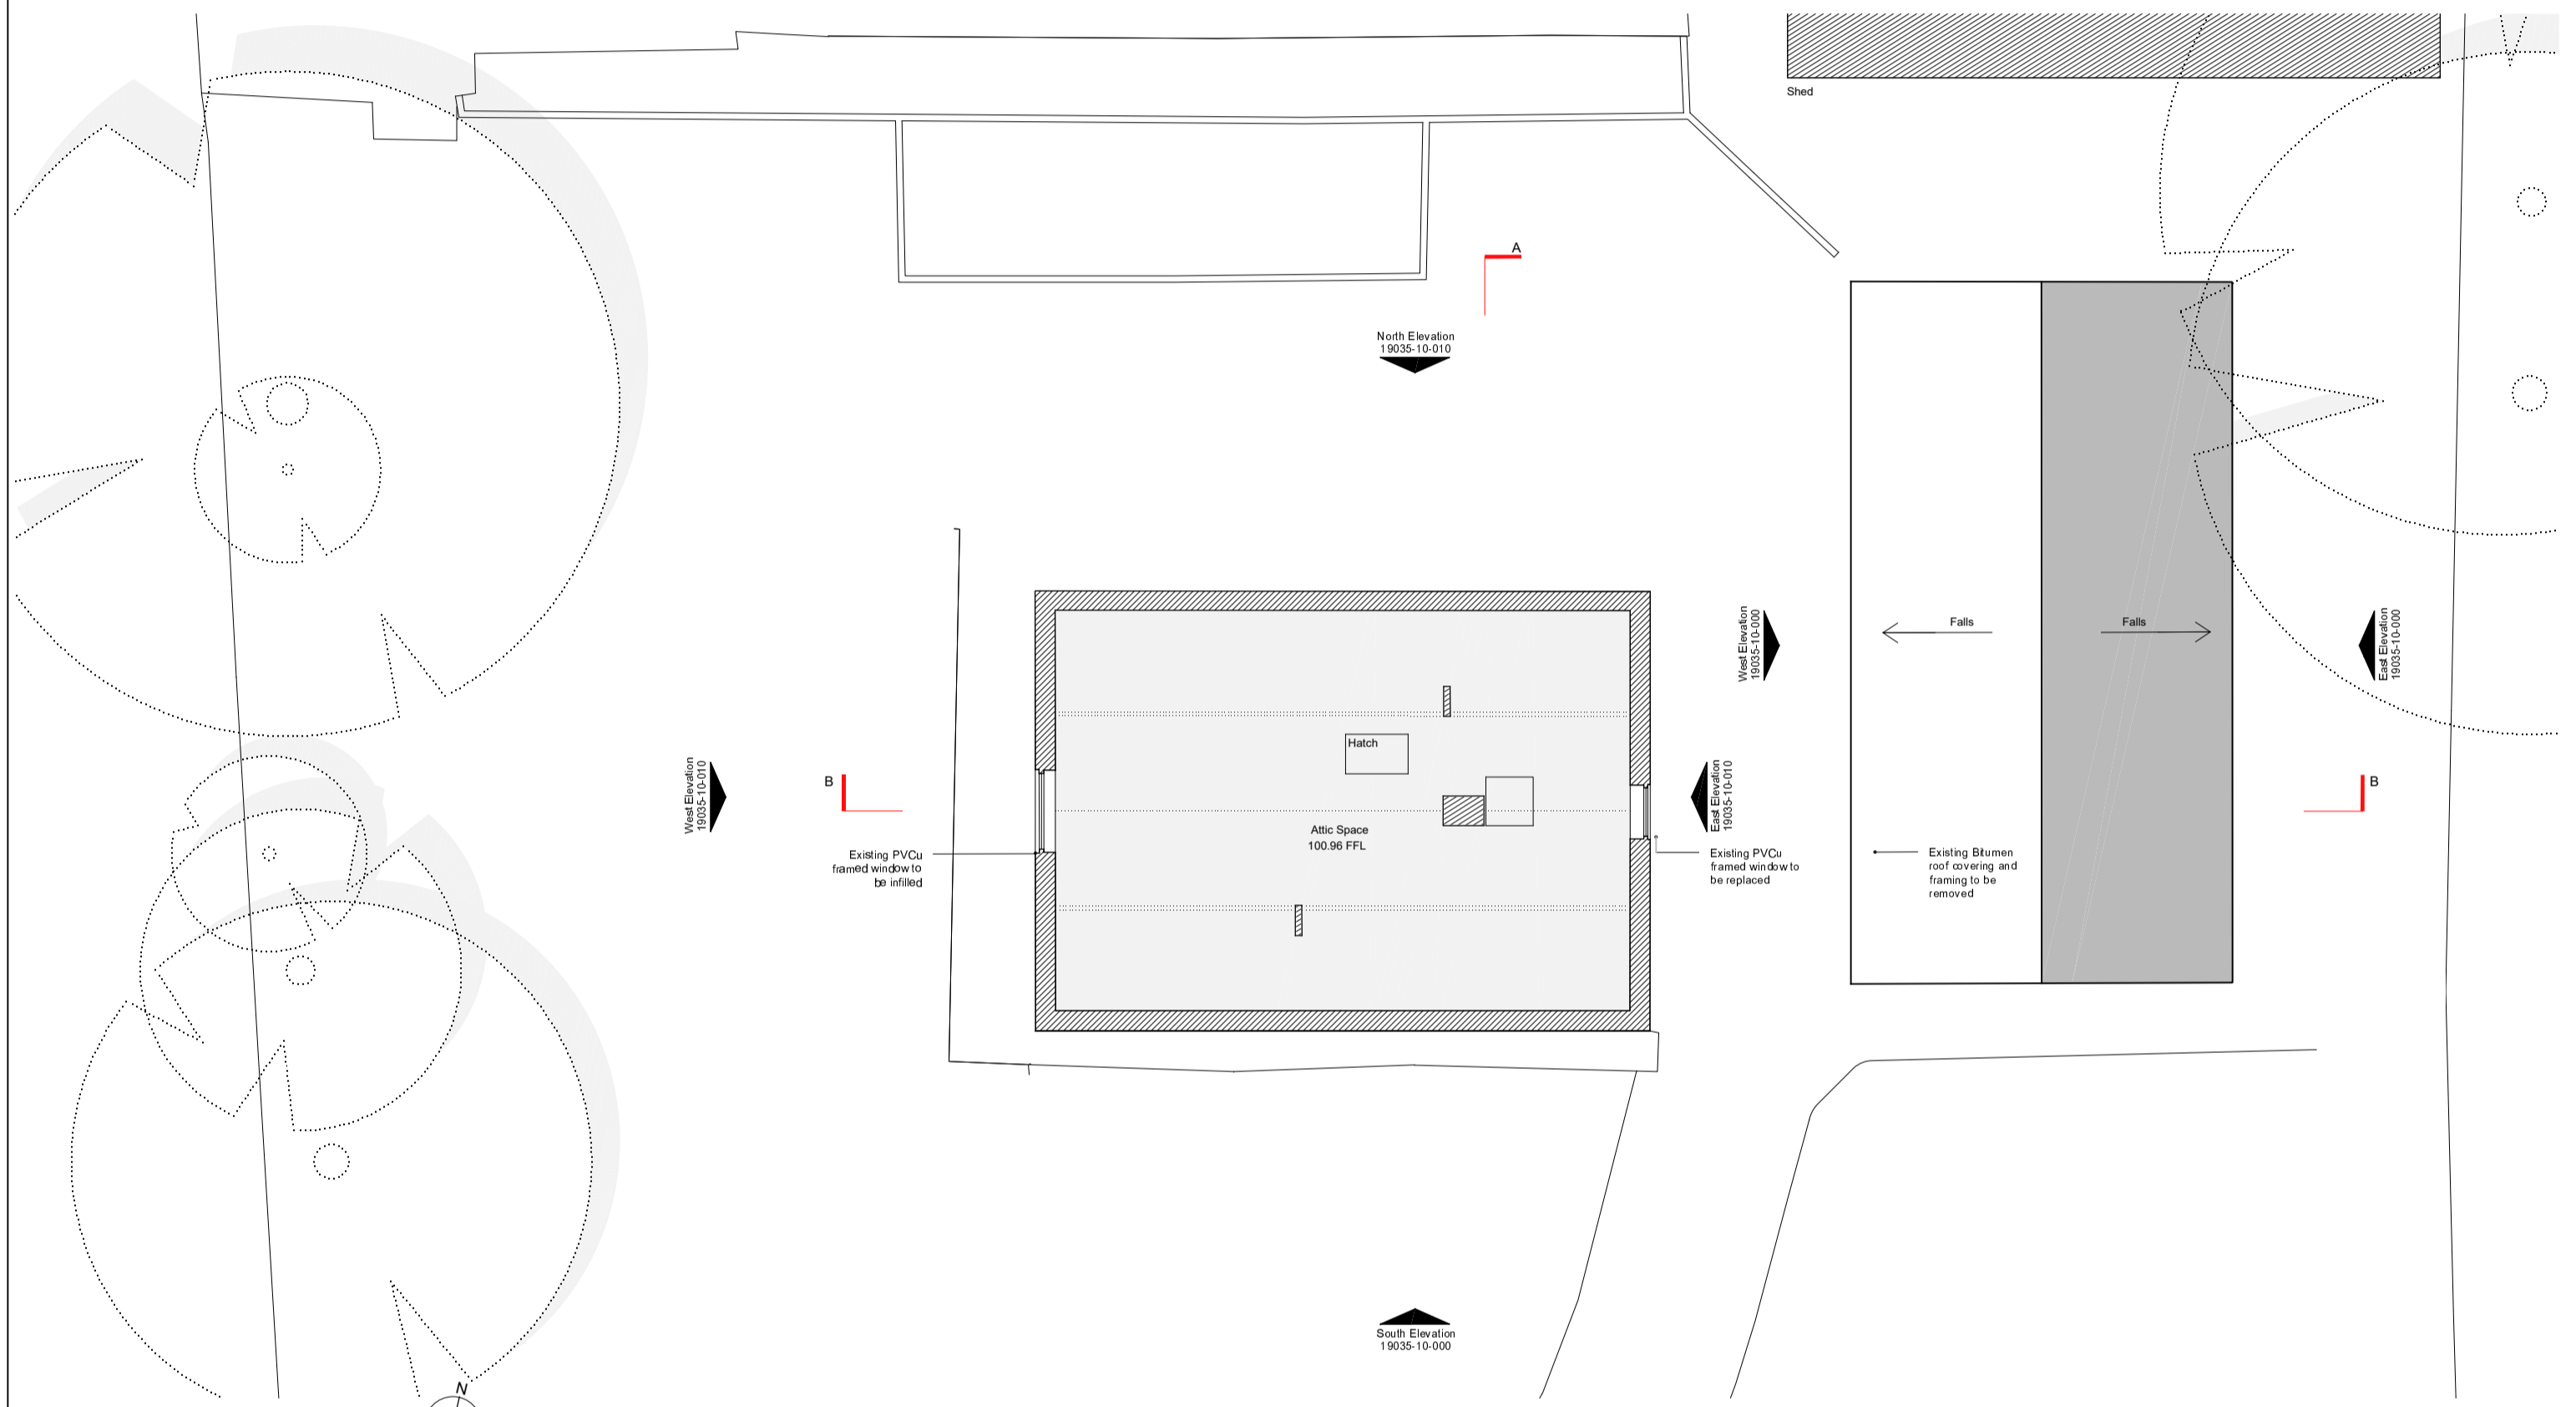 Shed
A
North Elevation
19035-10-010
West Elevation
19035-10-000
Falls
Falls
East Elevation
19035-10-000
Hatch
West Elevation
19035-10-010
B
East Elevation
19035-10-010
B
Attic Space
100.96 FFL
Existing PVCu
framed window to
be infilled
Existing PVCu
framed window to
be replaced
Existing Bitumen
roof covering and
framing to be
removed
South Elevation
19035-10-000
N